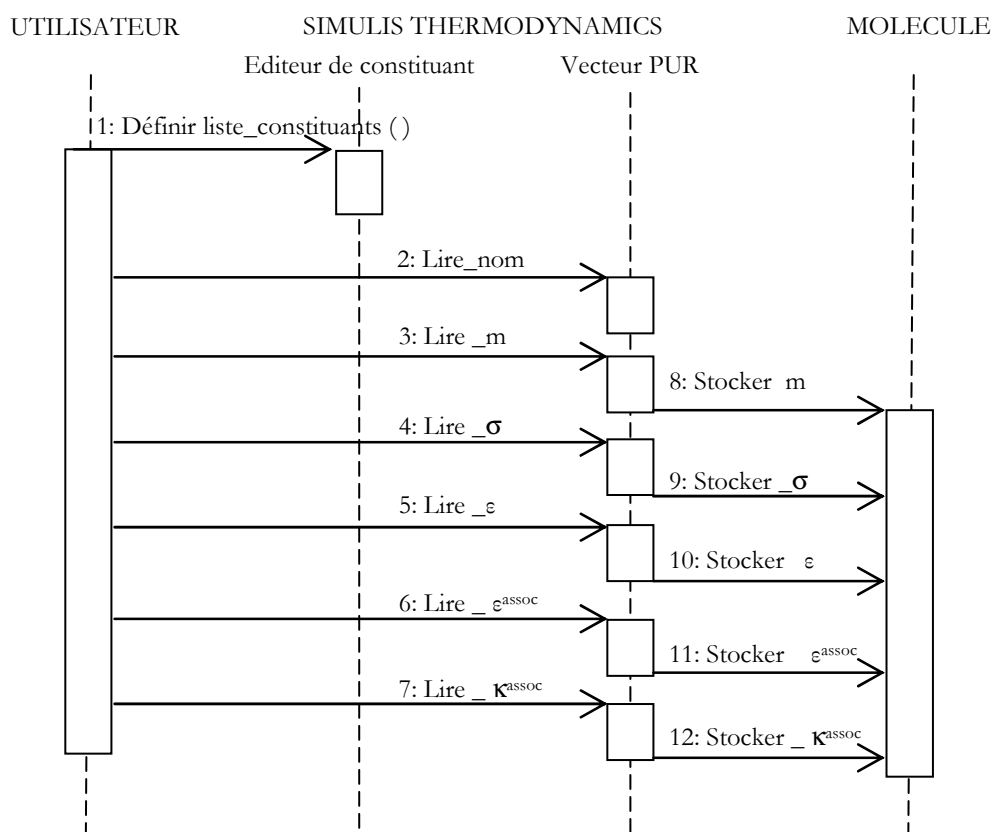 UTILISATEUR SIMULIS THERMODYNAMICS MOLECULE
Editeur de constituant Vecteur PUR
1: Définir liste_constituants ( )
2: Lire_nom
3: Lire _m
8: Stocker m
4: Lire _σ
9: Stocker _σ
5: Lire _ε
10: Stocker ε
6: Lire _ ε^assoc
11: Stocker ε^assoc
7: Lire _ κ^assoc
12: Stocker _ κ^assoc